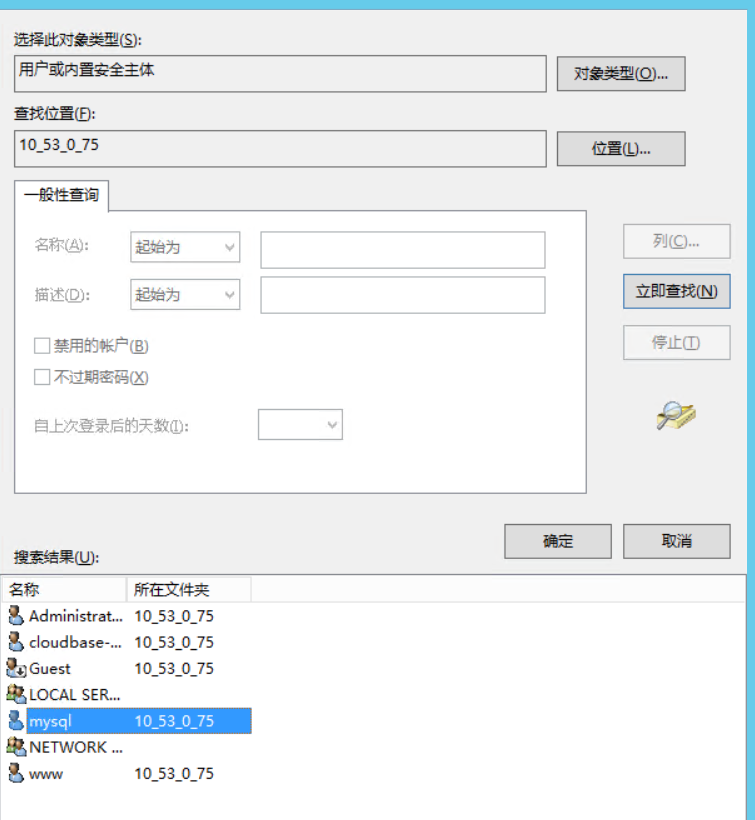 选择此对象类型(S):
用户或内置安全主体
对象类型(O)...
查找位置(F):
10_53_0_75
位置(L)...
一般性查询
名称(A):
起始为
列(C)...
描述(D):
起始为
立即查找(N)
禁用的帐户(B)
停止(T)
不过期密码(X)
自上次登录后的天数(I):
确定
取消
搜索结果(U):
名称 所在文件夹
Administrat... 10_53_0_75
cloudbase-... 10_53_0_75
Guest 10_53_0_75
LOCAL SER...
mysql 10_53_0_75
NETWORK ...
www 10_53_0_75